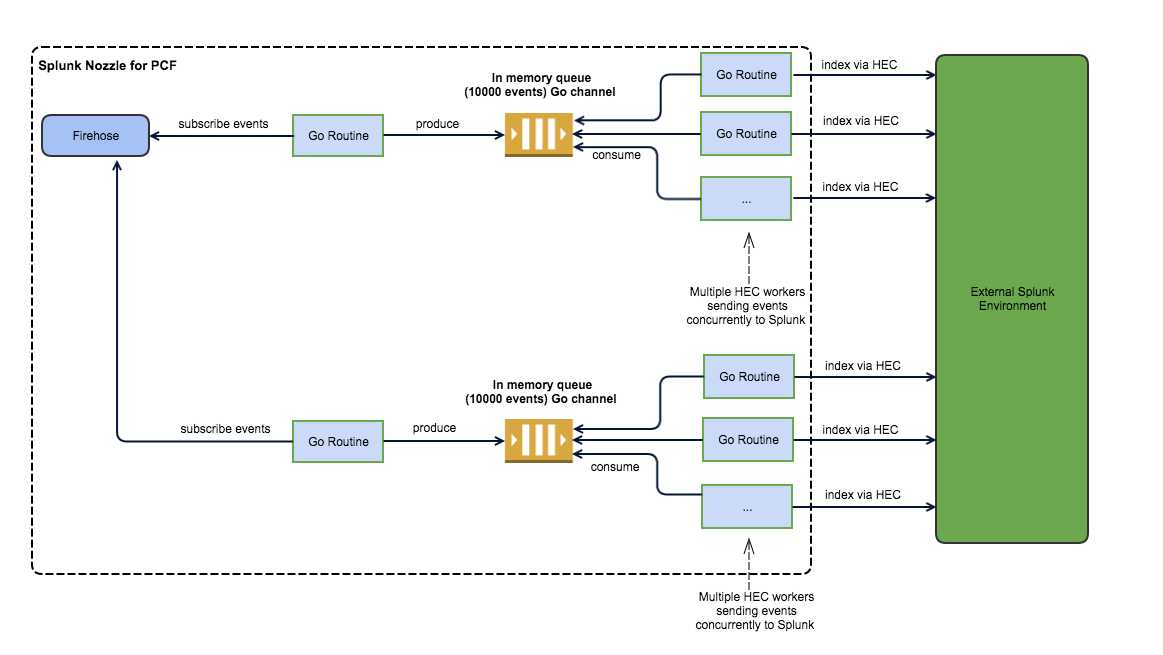 Splunk Nozzle for PCF
In memory queue
(10000 events) Go channel
Go Routine
index via HEC
Firehose
subscribe events
Go Routine
produce
Go Routine
index via HEC
consume
...
index via HEC
Multiple HEC workers
sending events
concurrently to Splunk
External Splunk
Environment
In memory queue
(10000 events) Go channel
Go Routine
index via HEC
subscribe events
Go Routine
produce
Go Routine
index via HEC
consume
...
index via HEC
Multiple HEC workers
sending events
concurrently to Splunk